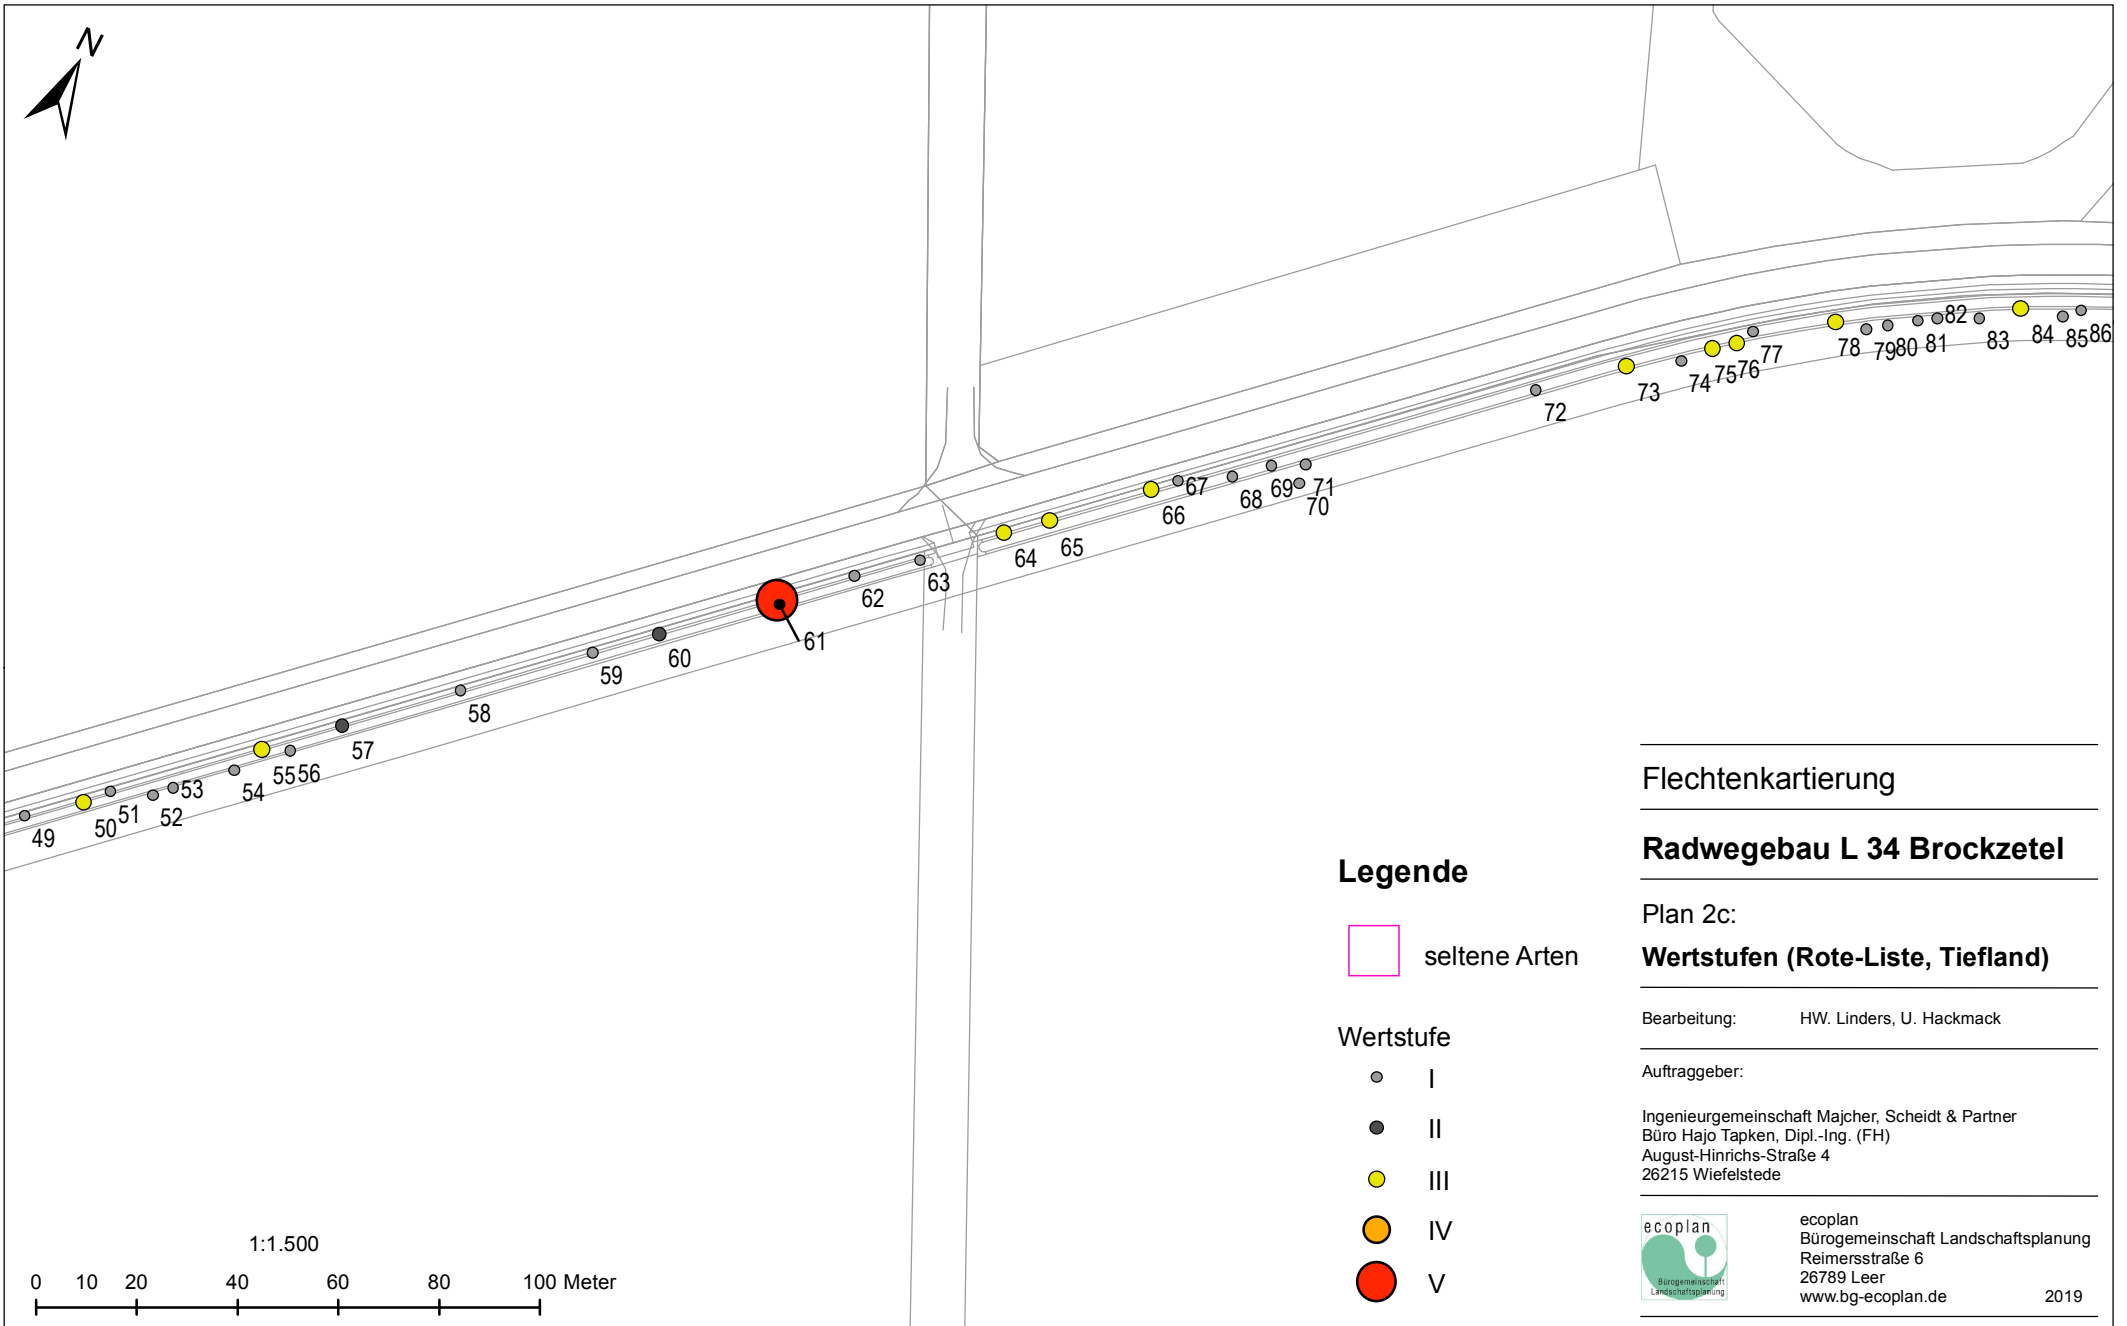 N
49
50
51
52
53
54
55
56
57
58
59
60
61
62
63
64
65
66
67
68
69
70
71
72
73
74
75
76
77
78
79
80
81
82
83
84
85
86
Legende
seltene Arten
Wertstufe
I
II
III
IV
V
1:1.500
0 10 20 40 60 80 100 Meter
Flechtenkartierung
Radwegebau L 34 Brockzetel
Plan 2c:
Wertstufen (Rote-Liste, Tiefland)
Bearbeitung: HW. Linders, U. Hackmack
Auftraggeber:
Ingenieurgemeinschaft Majcher, Scheidt & Partner
Büro Hajo Tapken, Dipl.-Ing. (FH)
August-Hinrichs-Straße 4
26215 Wiefelstede
ecoplan
Bürogemeinschaft
Landschaftsplanung
ecoplan
Bürogemeinschaft Landschaftsplanung
Reimersstraße 6
26789 Leer
www.bg-ecoplan.de 2019